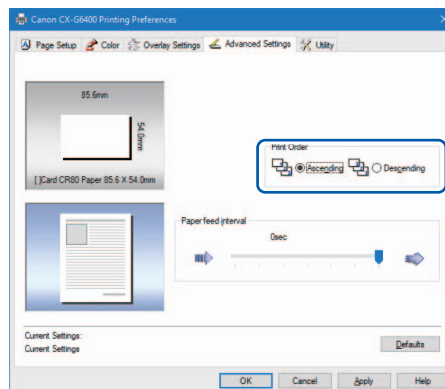 Canon CX-G6400 Printing Preferences
Page Setup Color Overlay Settings Advanced Settings Utility
85.6mm
54.0mm
[ ]Card CR80 Paper 85.6 X 54.0mm
Print Order
Ascending Descending
Paper feed interval
0sec
Current Settings:
Current Settings
Defaults
OK Cancel Apply Help